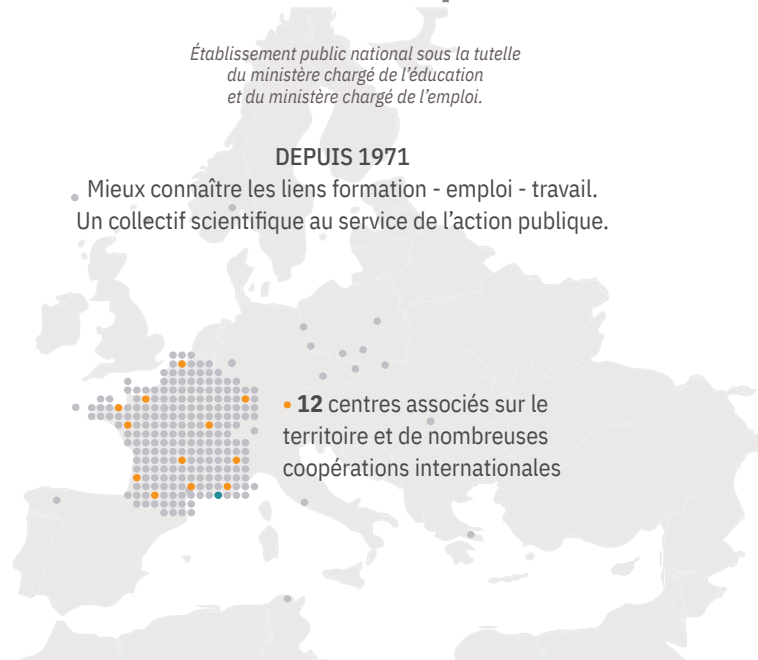 Établissement public national sous la tutelle
du ministère chargé de l'éducation
et du ministère chargé de l'emploi.
DEPUIS 1971
Mieux connaître les liens formation - emploi - travail.
Un collectif scientifique au service de l'action publique.
• 12 centres associés sur le
territoire et de nombreuses
coopérations internationales